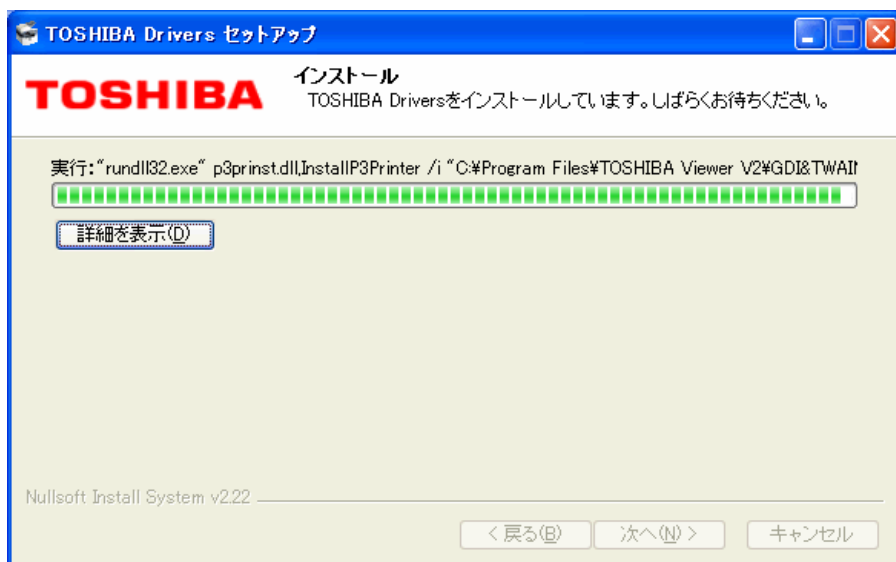 TOSHIBA Drivers セットアップ
TOSHIBA
インストール
TOSHIBA Driversをインストールしています。しばらくお待ちください。
実行:"rundll32.exe" p3prinst.dll,InstallP3Printer /i "C:¥Program Files¥TOSHIBA Viewer V2¥GDI&TWAI
詳細を表示(D)
Nullsoft Install System v2.22
< 戻る(B)
次へ(N) >
キャンセル